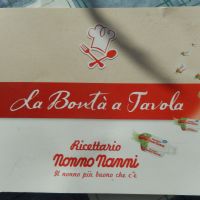 La Bontà a Tavola
Ricettario
Nonno Nanni
Il nonno più buono che c'è